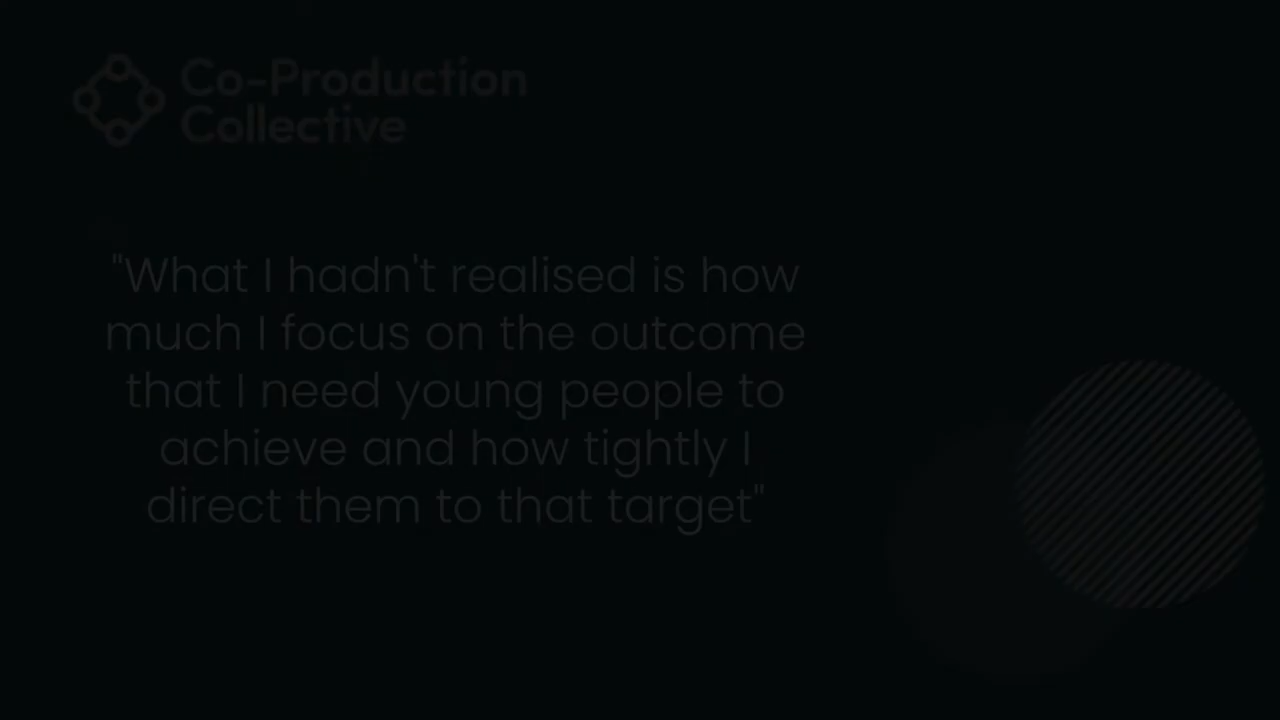 Co-Production
Collective
"What I hadn't realised is how
much I focus on the outcome
that I need young people to
achieve and how tightly I
direct them to that target"